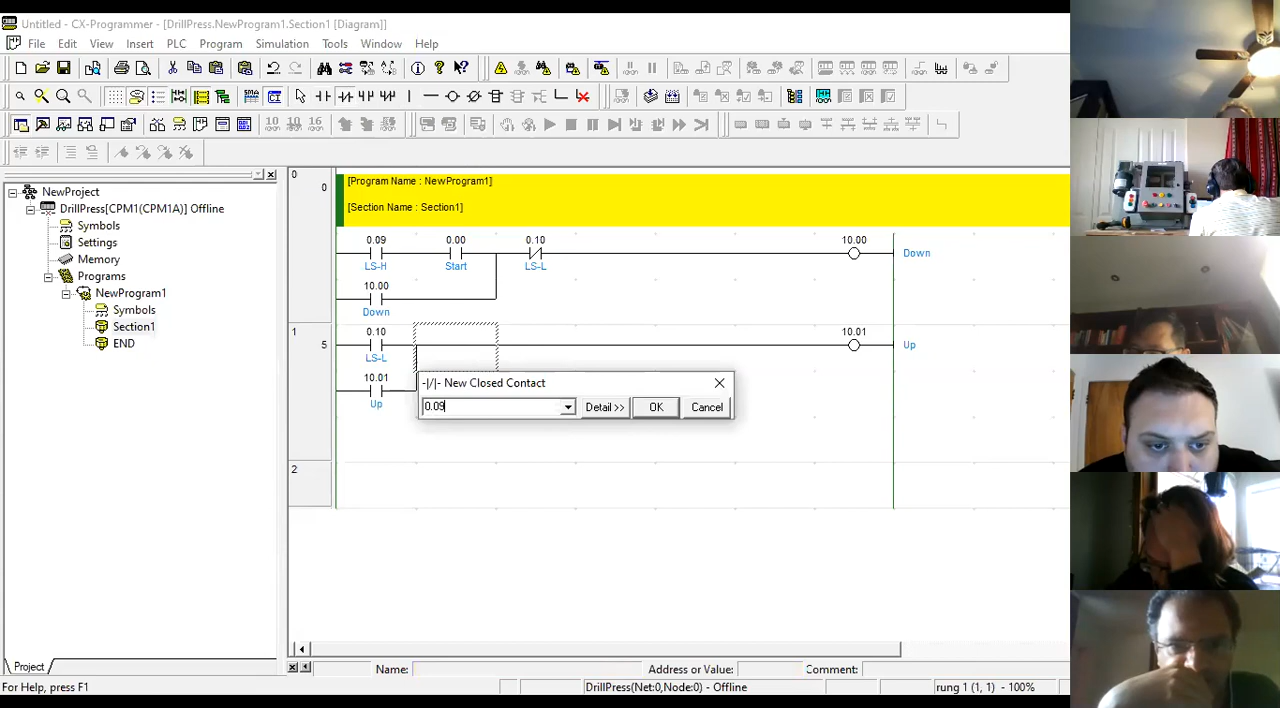 Untitled - CX-Programmer - [DrillPress.NewProgram1.Section1 [Diagram]]
File Edit View Insert PLC Program Simulation Tools Window Help
10 10 16
NewProject
DrillPress[CPM1(CPM1A)] Offline
Symbols
Settings
Memory
Programs
NewProgram1
Symbols
Section1
END
Project
0
0
[Program Name : NewProgram1]
[Section Name : Section1]
0.09 0.00 0.10 10.00
Down
LS-H Start LS-L
10.00
Down
1
5
0.10 10.01
Up
LS-L
10.01
Up
-|/|- New Closed Contact
0.09 Detail >> OK Cancel
2
Name: Address or Value: Comment:
For Help, press F1 DrillPress(Net:0,Node:0) - Offline rung 1 (1, 1) - 100%